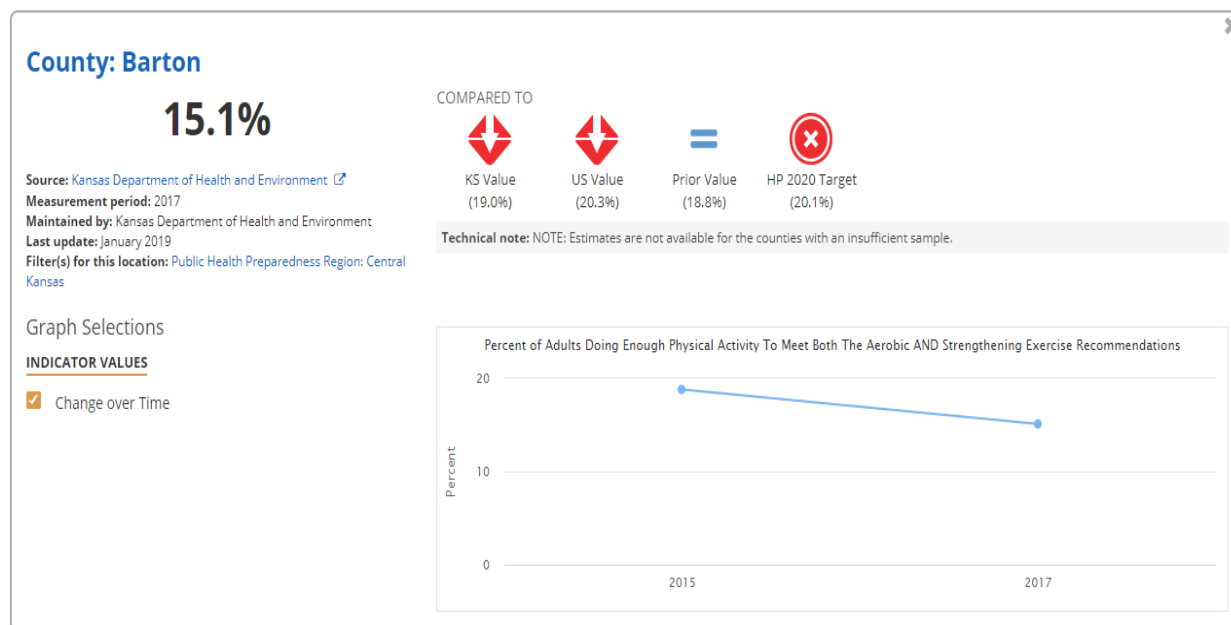 County: Barton
15.1%
Source: Kansas Department of Health and Environment
Measurement period: 2017
Maintained by: Kansas Department of Health and Environment
Last update: January 2019
Filter(s) for this location: Public Health Preparedness Region: Central
Kansas
Graph Selections
INDICATOR VALUES
Change over Time
COMPARED TO
KS Value
(19.0%)
US Value
(20.3%)
Prior Value
(18.8%)
HP 2020 Target
(20.1%)
Technical note: NOTE: Estimates are not available for the counties with an insufficient sample.
Percent of Adults Doing Enough Physical Activity To Meet Both The Aerobic AND Strengthening Exercise Recommendations
Percent
20
10
0
2015
2017